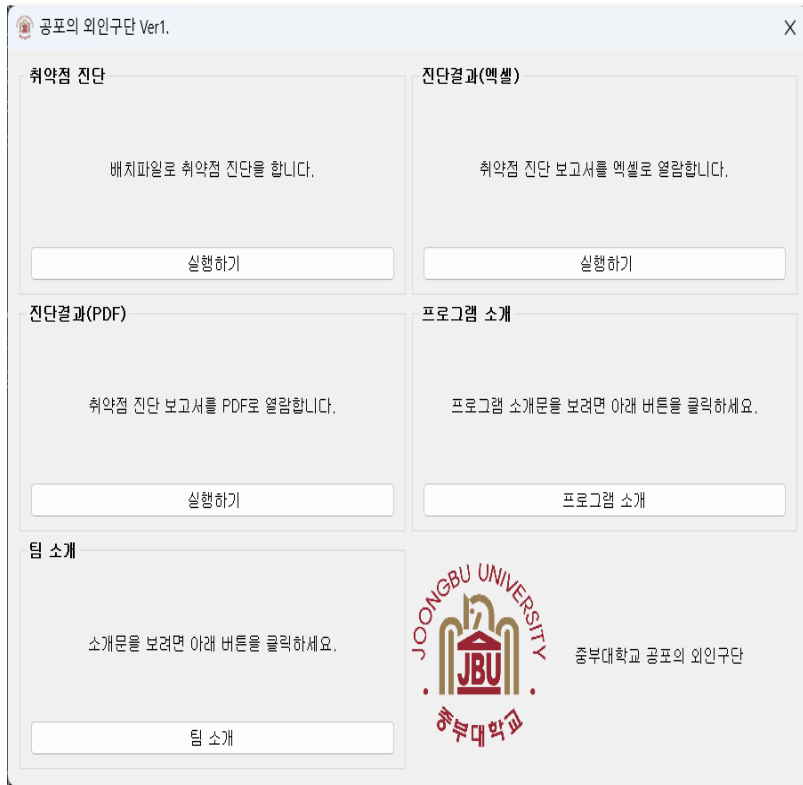 공포의 외인구단 Ver1.
취약점 진단
배치파일로 취약점 진단을 합니다.
실행하기
진단결과(엑셀)
취약점 진단 보고서를 엑셀로 열람합니다.
실행하기
진단결과(PDF)
취약점 진단 보고서를 PDF로 열람합니다.
실행하기
프로그램 소개
프로그램 소개문을 보려면 아래 버튼을 클릭하세요.
프로그램 소개
팀 소개
소개문을 보려면 아래 버튼을 클릭하세요.
팀 소개
JOONGBU UNIVERSITY
JBU
중부대학교
중부대학교 공포의 외인구단